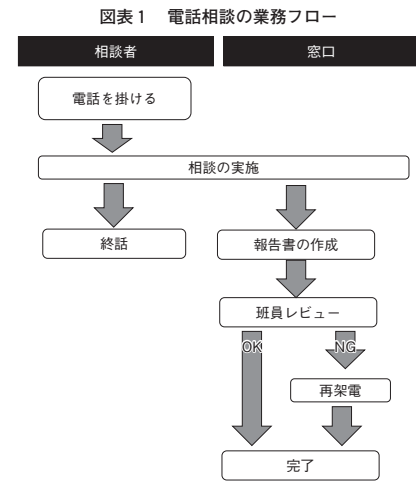 図表1　電話相談の業務フロー
相談者
窓口
電話を掛ける
相談の実施
終話
報告書の作成
班員レビュー
OK
NG
再架電
完了